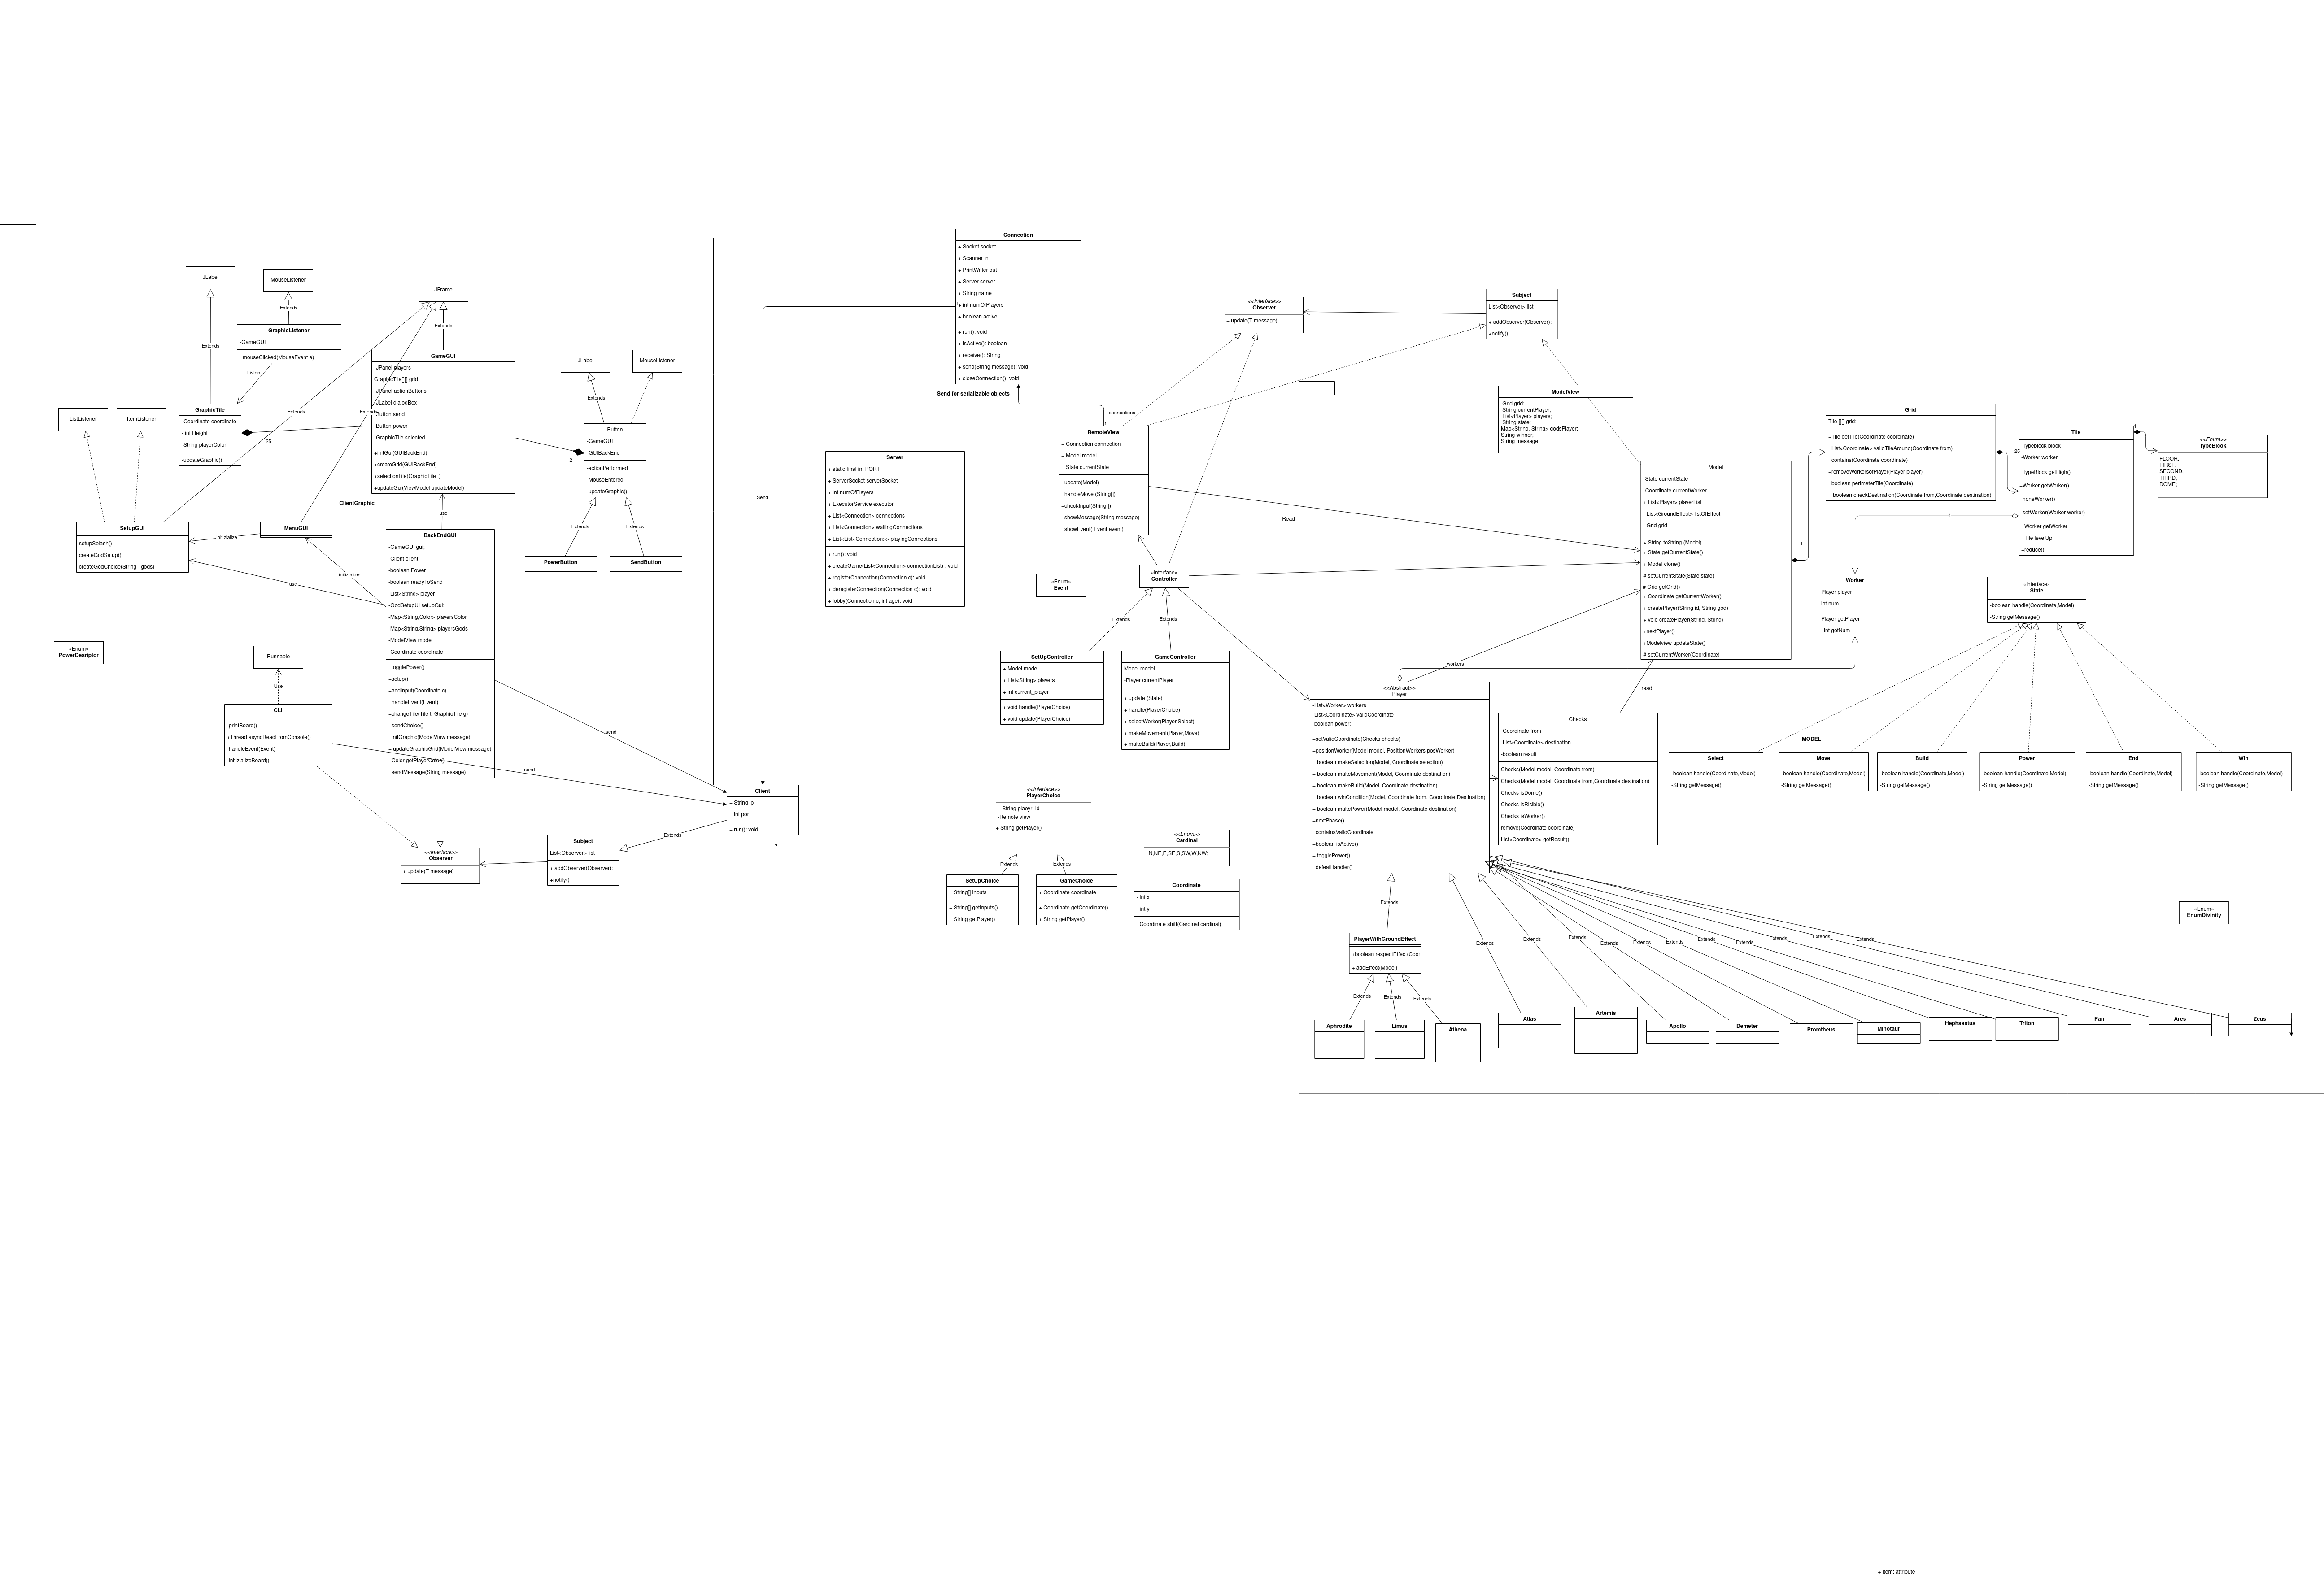 JLabel
MouseListener
JFrame
Extends
Extends
Extends
GraphicListener
-GameGUI
+mouseClicked(MouseEvent e)
Listen
ListListener
ItemListener
GraphicTile
-Coordinate coordinate
- int Height
-String playerColor
-updateGraphic()
25
Extends
Extends
GameGUI
-JPanel players
GraphicTile[][] grid
-JPanel actionButtons
-JLabel dialogBox
-Button send
-Button power
-GraphicTile selected
+initGui(GUIBackEnd)
+createGrid(GUIBackEnd)
+selectionTile(GraphicTile t)
+updateGui(ViewModel updateModel)
JLabel
MouseListener
Extends
Button
-GameGUI
-GUIBackEnd
-actionPerformed
-MouseEntered
-updateGraphic()
2
Extends
Extends
PowerButton
SendButton
ClientGraphic
use
SetupGUI
setupSplash()
createGodSetup()
createGodChoice(String[] gods)
MenuGUI
initizialize
initizialize
use
BackEndGUI
-GameGUI gui;
-Client client
-boolean Power
-boolean readyToSend
-List<String> player
-GodSetupUI setupGui;
-Map<String,Color> playersColor
-Map<String,String> playersGods
-ModelView model
-Coordinate coordinate
+togglePower()
+setup()
+addInput(Coordinate c)
+handleEvent(Event)
+changeTile(Tile t, GraphicTile g)
+sendChoice()
+initGraphic(ModelView message)
+ updateGraphicGrid(ModelView message)
+Color getPlayerColor()
+sendMessage(String message)
«Enum»
PowerDesriptor
Runnable
Use
CLI
-printBoard()
+Thread asyncReadFromConsole()
-handleEvent(Event)
-initizializeBoard()
send
send
<<Interface>>
Observer
+ update(T message)
Subject
List<Observer> list
+ addObserver(Observer):
+notify()
Extends
Client
+ String ip
+ int port
+ run(): void
?
Send
Connection
+ Socket socket
+ Scanner in
+ PrintWriter out
+ Server server
+ String name
+ int numOfPlayers
+ boolean active
+ run(): void
+ isActive(): boolean
+ receive(): String
+ send(String message): void
+ closeConnection(): void
Send for serializable objects
connections
Server
+ static final int PORT
+ ServerSocket serverSocket
+ int numOfPlayers
+ ExecutorService executor
+ List<Connection> connections
+ List<Connection> waitingConnections
+ List<List<Connection>> playingConnections
+ run(): void
+ createGame(List<Connection> connectionList) : void
+ registerConnection(Connection c): void
+ deregisterConnection(Connection c): void
+ lobby(Connection c, int age): void
RemoteView
+ Connection connection
+ Model model
+ State currentState
+update(Model)
+handleMove (String[])
+checkInput(String[])
+showMessage(String message)
+showEvent( Event event)
<<Interface>>
Observer
+ update(T message)
Subject
List<Observer> list
+ addObserver(Observer):
+notify()
«Enum»
Event
«interface»
Controller
Extends
Extends
SetUpController
+ Model model
+ List<String> players
+ int current_player
+ void handle(PlayerChoice)
+ void update(PlayerChoice)
GameController
Model model
-Player currentPlayer
+ update (State)
+ handle(PlayerChoice)
+ selectWorker(Player,Select)
+ makeMovement(Player,Move)
+ makeBuild(Player,Build)
<<Interface>>
PlayerChoice
+ String plaeyr_id
-Remote view
+ String getPlayer()
Extends
Extends
SetUpChoice
+ String[] inputs
+ String[] getInputs()
+ String getPlayer()
GameChoice
+ Coordinate coordinate
+ Coordinate getCoordinate()
+ String getPlayer()
<<Enum>>
Cardinal
N,NE,E,SE,S,SW,W,NW;
Coordinate
- int x
- int y
+Coordinate shift(Cardinal cardinal)
Read
ModelView
Grid grid;
String currentPlayer;
List<Player> players;
String state;
Map<String, String> godsPlayer;
String winner;
String message;
Model
-State currentState
-Coordinate currentWorker
+ List<Player> playerList
- List<GroundEffect> listOfEffect
- Grid grid
+ String toString (Model)
+ State getCurrentState()
+ Model clone()
# setCurrentState(State state)
# Grid getGrid()
+ Coordinate getCurrentWorker()
+ createPlayer(String id, String god)
+ void createPlayer(String, String)
+nextPlayer()
+Modelview updateState()
# setCurrentWorker(Coordinate)
1
Grid
Tile [][] grid;
+Tile getTile(Coordinate coordinate)
+List<Coordinate> validTileAround(Coordinate from)
+contains(Coordinate coordinate)
+removeWorkersofPlayer(Player player)
+boolean perimeterTile(Coordinate)
+ boolean checkDestination(Coordinate from,Coordinate destination)
25
Tile
-Typeblock block
-Worker worker
+TypeBlock getHigh()
+Worker getWorker()
+noneWorker()
+setWorker(Worker worker)
+Worker getWorker
+Tile levelUp
+reduce()
1
1
<<Enum>>
TypeBlcok
FLOOR,
FIRST,
SECOND,
THIRD,
DOME;
Worker
-Player player
-int num
-Player getPlayer
+ int getNum
«interface»
State
-boolean handle(Coordinate,Model)
-String getMessage()
workers
read
<<Abstract>>
Player
-List<Worker> workers
-List<Coordinate> validCoordinate
-boolean power;
+setValidCoordinate(Checks checks)
+positionWorker(Model model, PositionWorkers posWorker)
+ boolean makeSelection(Model, Coordinate selection)
+ boolean makeMovement(Model, Coordinate destination)
+ boolean makeBuild(Model, Coordinate destination)
+ boolean winCondition(Model, Coordinate from, Coordinate Destination)
+ boolean makePower(Model model, Coordinate destination)
+nextPhase()
+containsValidCoordinate
+boolean isActive()
+ togglePower()
+defeatHandler()
Checks
-Coordinate from
-List<Coordinate> destination
-boolean result
Checks(Model model, Coordinate from)
Checks(Model model, Coordinate from,Coordinate destination)
Checks isDome()
Checks isRisible()
Checks isWorker()
remove(Coordinate coordinate)
List<Coordinate> getResult()
MODEL
Select
-boolean handle(Coordinate,Model)
-String getMessage()
Move
-boolean handle(Coordinate,Model)
-String getMessage()
Build
-boolean handle(Coordinate,Model)
-String getMessage()
Power
-boolean handle(Coordinate,Model)
-String getMessage()
End
-boolean handle(Coordinate,Model)
-String getMessage()
Win
-boolean handle(Coordinate,Model)
-String getMessage()
«Enum»
EnumDivinity
Extends
Extends
Extends
Extends
Extends
Extends
Extends
Extends
Extends
Extends
Extends
Extends
PlayerWithGroundEffect
+boolean respectEffect(Coor
+ addEffect(Model)
Extends
Extends
Extends
Aphrodite
Limus
Athena
Atlas
Artemis
Apollo
Demeter
Promtheus
Minotaur
Hephaestus
Triton
Pan
Ares
Zeus
+ item: attribute